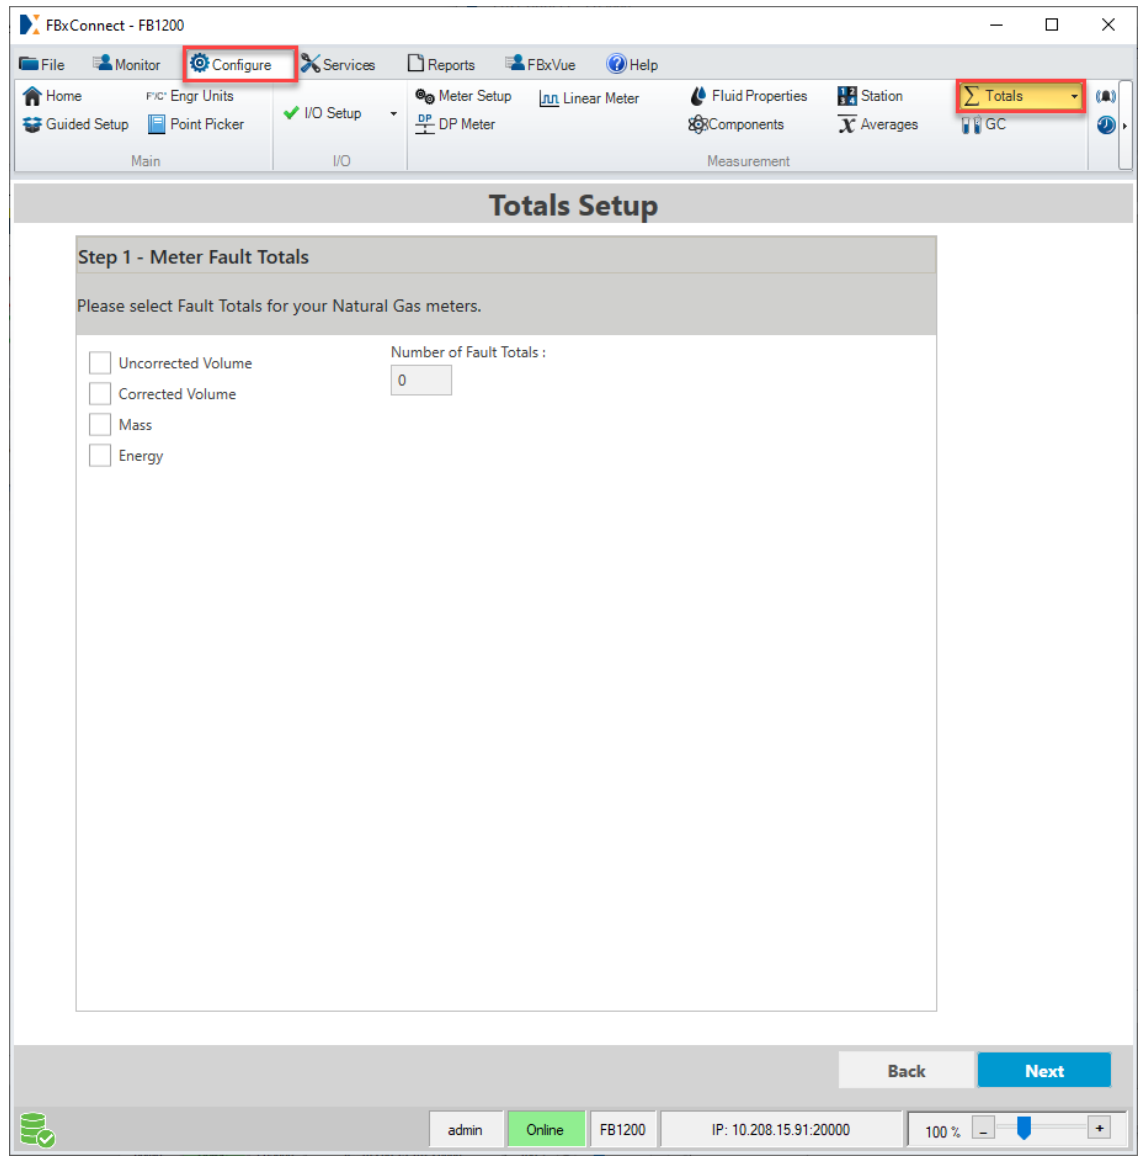 FBxConnect - FB1200
File Monitor Configure Services Reports FBxVue Help
Home F°/C° Engr Units I/O Setup Meter Setup Linear Meter Fluid Properties Station Totals
Guided Setup Point Picker DP DP Meter Components Averages GC
Main I/O Measurement
Totals Setup
Step 1 - Meter Fault Totals
Please select Fault Totals for your Natural Gas meters.
Uncorrected Volume Number of Fault Totals :
Corrected Volume 0
Mass
Energy
Back Next
admin Online FB1200 IP: 10.208.15.91:20000 100 % - +